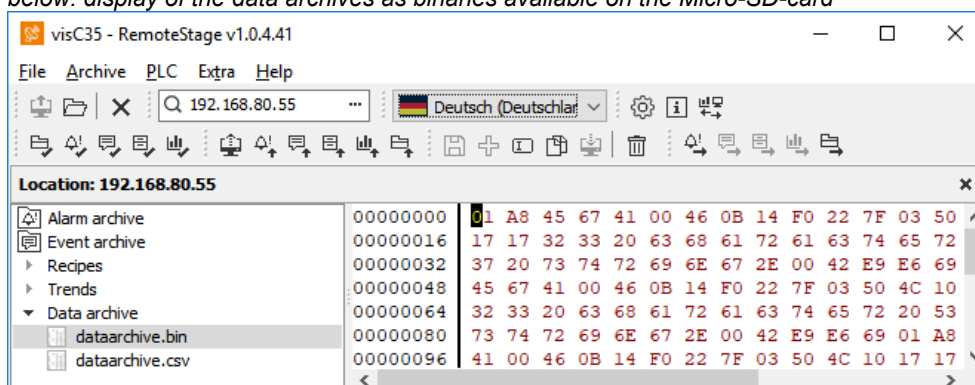 below: display of the data archives as binaries available on the Micro-SD-card
visC35 - RemoteStage v1.0.4.41
File Archive PLC Extra Help
192.168.80.55 ... Deutsch (Deutschlar
Location: 192.168.80.55
Alarm archive
Event archive
Recipes
Trends
Data archive
dataarchive.bin
dataarchive.csv
00000000 01 A8 45 67 41 00 46 0B 14 F0 22 7F 03 50
00000016 17 17 32 33 20 63 68 61 72 61 63 74 65 72
00000032 37 20 73 74 72 69 6E 67 2E 00 42 E9 E6 69
00000048 45 67 41 00 46 0B 14 F0 22 7F 03 50 4C 10
00000064 32 33 20 63 68 61 72 61 63 74 65 72 20 53
00000080 73 74 72 69 6E 67 2E 00 42 E9 E6 69 01 A8
00000096 41 00 46 0B 14 F0 22 7F 03 50 4C 10 17 17